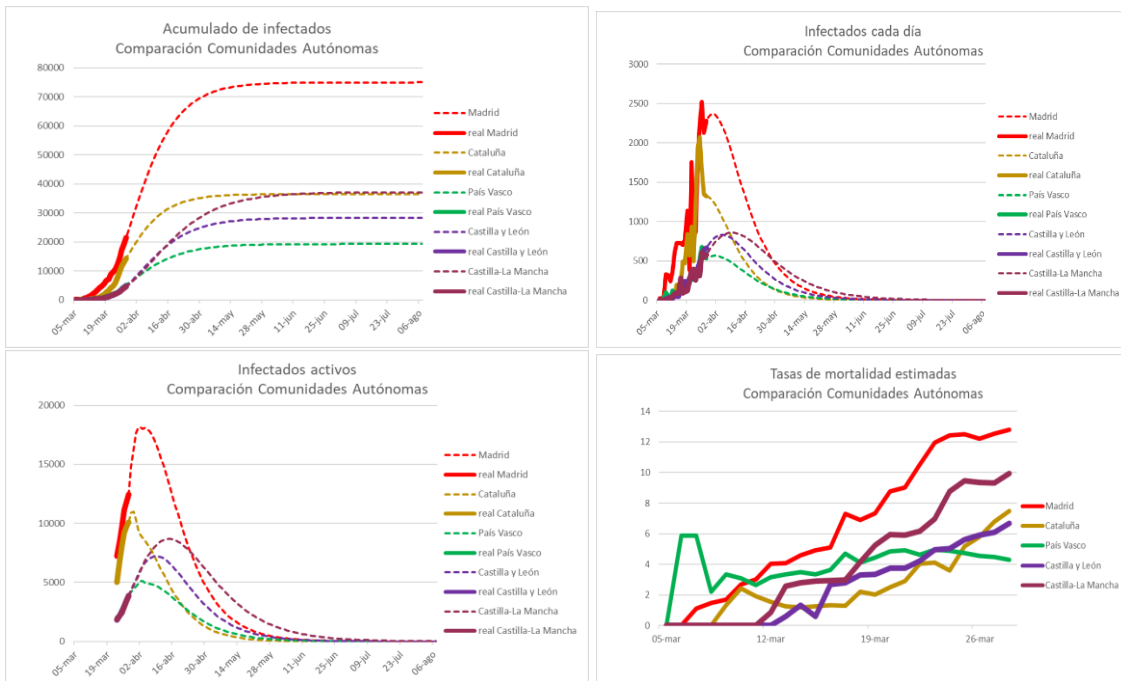 Acumulado de infectados
Comparación Comunidades Autónomas
80000
70000
60000
50000
40000
30000
20000
10000
0
05-mar
19-mar
02-abr
16-abr
30-abr
14-may
28-may
11-jun
25-jun
09-jul
23-jul
06-ago
Madrid
real Madrid
Cataluña
real Cataluña
País Vasco
real País Vasco
Castilla y León
real Castilla y León
Castilla-La Mancha
real Castilla-La Mancha
Infectados cada día
Comparación Comunidades Autónomas
3000
2500
2000
1500
1000
500
0
05-mar
19-mar
02-abr
16-abr
30-abr
14-may
28-may
11-jun
25-jun
09-jul
23-jul
06-ago
Madrid
real Madrid
Cataluña
real Cataluña
País Vasco
real País Vasco
Castilla y León
real Castilla y León
Castilla-La Mancha
real Castilla-La Mancha
Infectados activos
Comparación Comunidades Autónomas
20000
15000
10000
5000
0
05-mar
19-mar
02-abr
16-abr
30-abr
14-may
28-may
11-jun
25-jun
09-jul
23-jul
06-ago
Madrid
real Madrid
Cataluña
real Cataluña
País Vasco
real País Vasco
Castilla y León
real Castilla y León
Castilla-La Mancha
real Castilla-La Mancha
Tasas de mortalidad estimadas
Comparación Comunidades Autónomas
14
12
10
8
6
4
2
0
05-mar
12-mar
19-mar
26-mar
Madrid
Cataluña
País Vasco
Castilla y León
Castilla-La Mancha